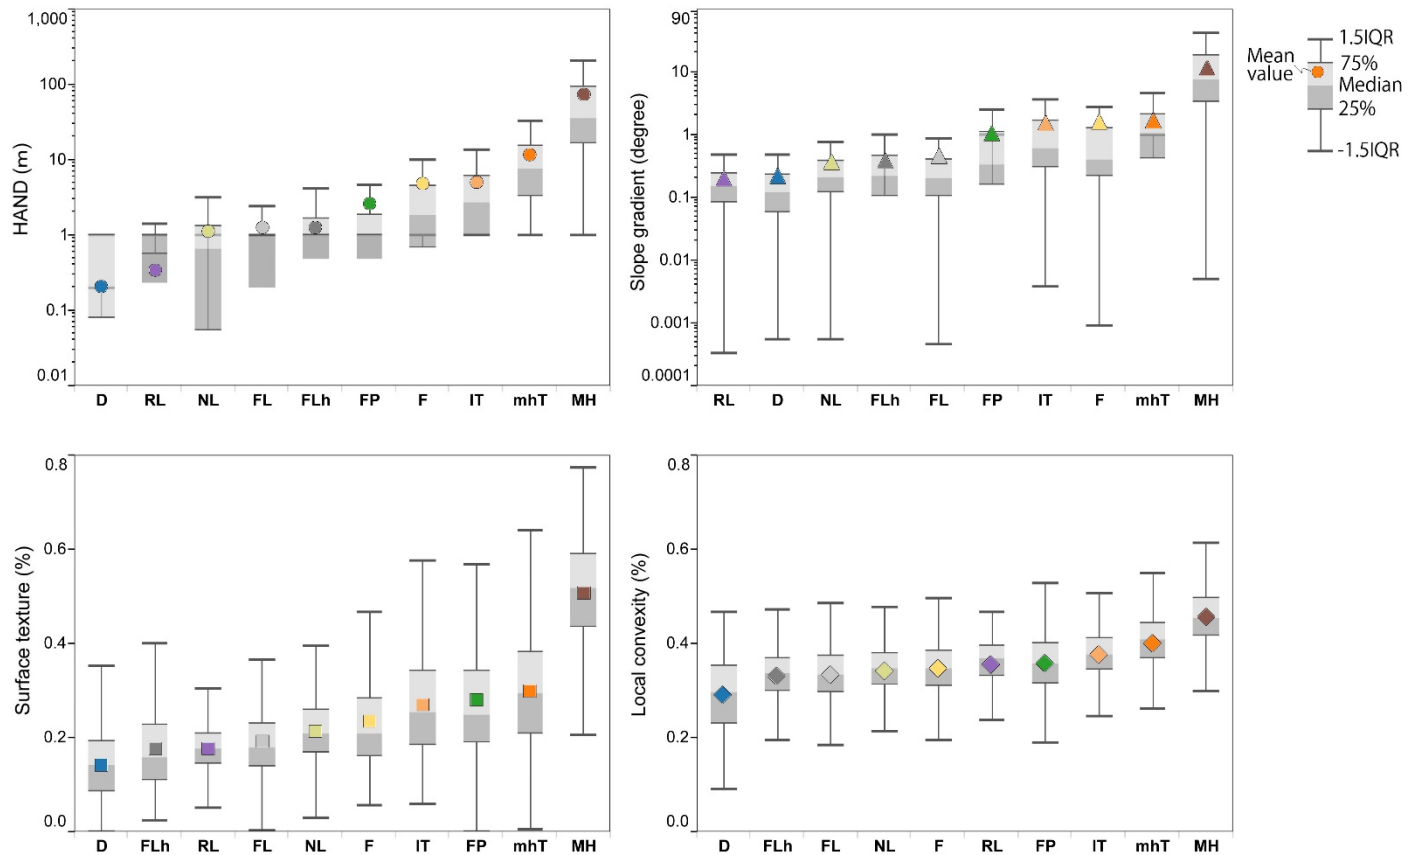 HAND (m)
1,000
100
10
1
0.1
0.01
D RL NL FL FLh FP F IT mhT MH
Slope gradient (degree)
90
10
1
0.1
0.01
0.001
0.0001
RL D NL FLh FL FP IT F mhT MH
1.5IQR
75%
Mean
value
Median
25%
-1.5IQR
Surface texture (%)
0.8
0.6
0.4
0.2
0.0
D FLh RL FL NL F IT FP mhT MH
Local convexity (%)
0.8
0.6
0.4
0.2
0.0
D FLh FL NL F RL FP IT mhT MH